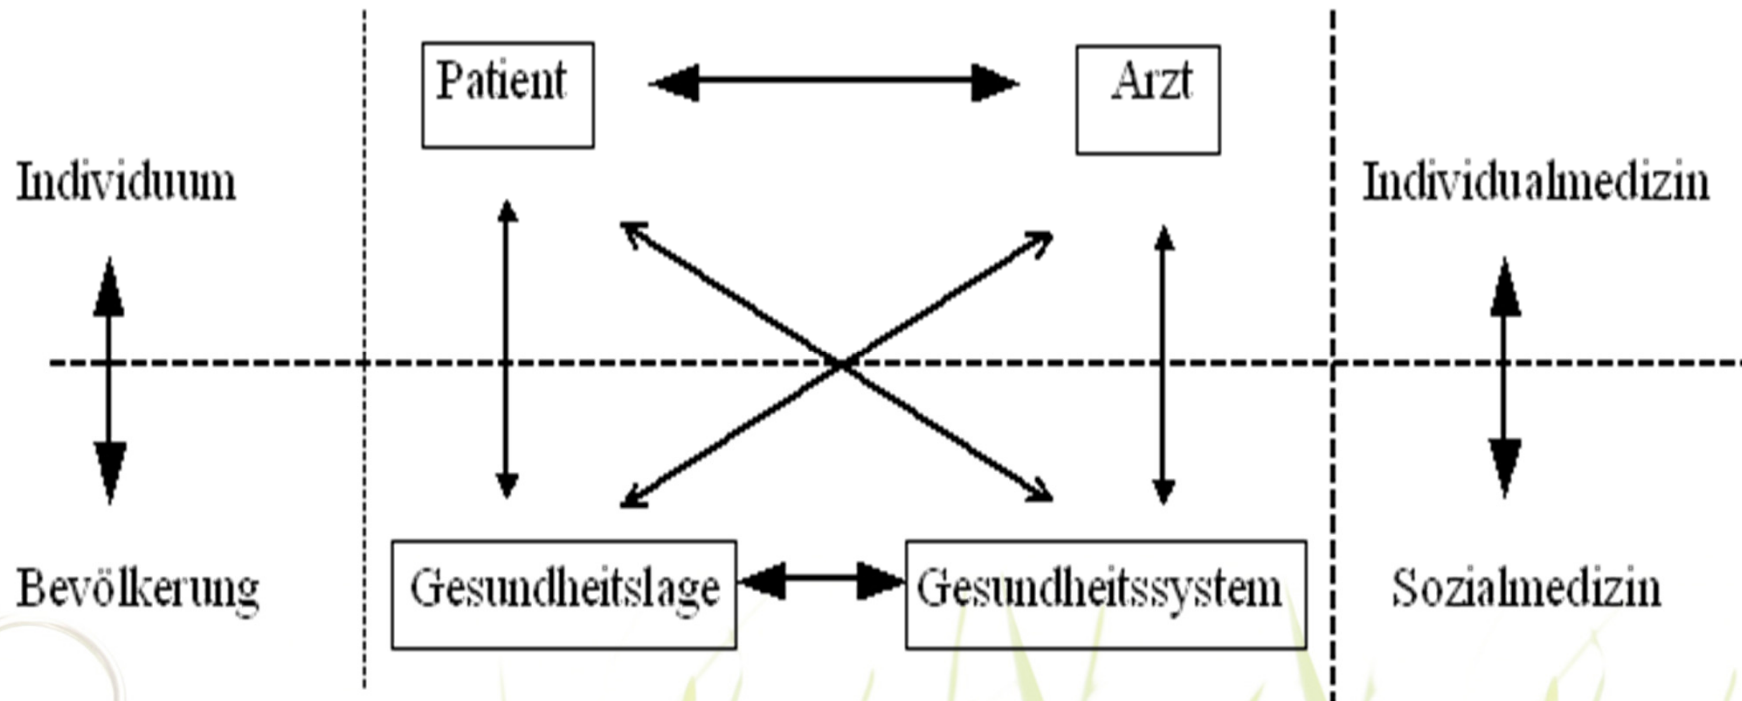 Patient
Arzt
Individuum
Individualmedizin
Bevölkerung
Gesundheitslage
Gesundheitssystem
Sozialmedizin